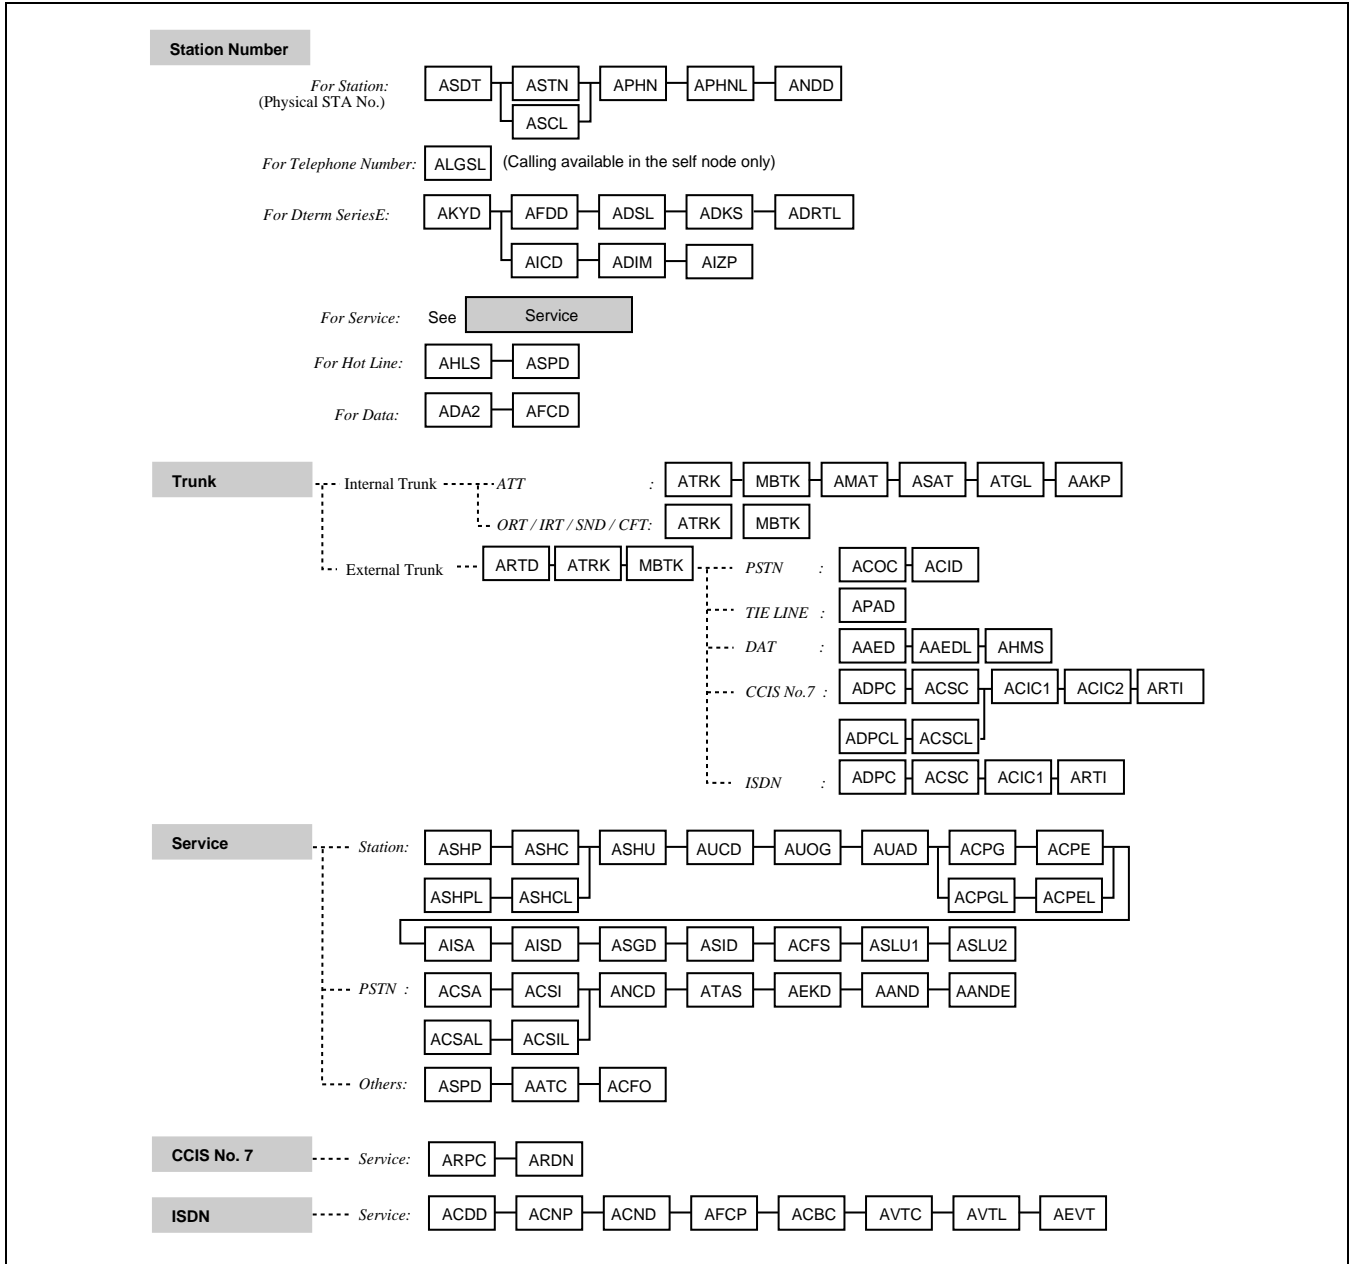 Station Number
For Station: ASDT ASTN APHN APHNL ANDD
(Physical STA No.)
ASCL
For Telephone Number: ALGSL (Calling available in the self node only)
For Dterm SeriesE: AKYD AFDD ADSL ADKS ADRTL
AICD ADIM AIZP
For Service: See Service
For Hot Line: AHLS ASPD
For Data: ADA2 AFCD
Trunk Internal Trunk ATT : ATRK MBTK AMAT ASAT ATGL AAKP
ORT / IRT / SND / CFT: ATRK MBTK
External Trunk ARTD ATRK MBTK PSTN : ACOC ACID
TIE LINE : APAD
DAT : AAED AAEDL AHMS
CCIS No.7 : ADPC ACSC ACIC1 ACIC2 ARTI
ADPCL ACSCL
ISDN : ADPC ACSC ACIC1 ARTI
Service Station: ASHP ASHC ASHU AUCD AUOG AUAD ACPG ACPE
ASHPL ASHCL ACPGL ACPEL
AISA AISD ASGD ASID ACFS ASLU1 ASLU2
PSTN : ACSA ACSI ANCD ATAS AEKD AAND AANDE
ACSAL ACSIL
Others: ASPD AATC ACFO
CCIS No. 7 Service: ARPC ARDN
ISDN Service: ACDD ACNP ACND AFCP ACBC AVTC AVTL AEVT